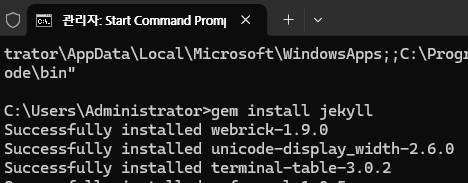 관리자: Start Command Promp
trator\AppData\Local\Microsoft\WindowsApps;;C:\Progr
ode\bin"
C:\Users\Administrator>gem install jekyll
Successfully installed webrick-1.9.0
Successfully installed unicode-display_width-2.6.0
Successfully installed terminal-table-3.0.2